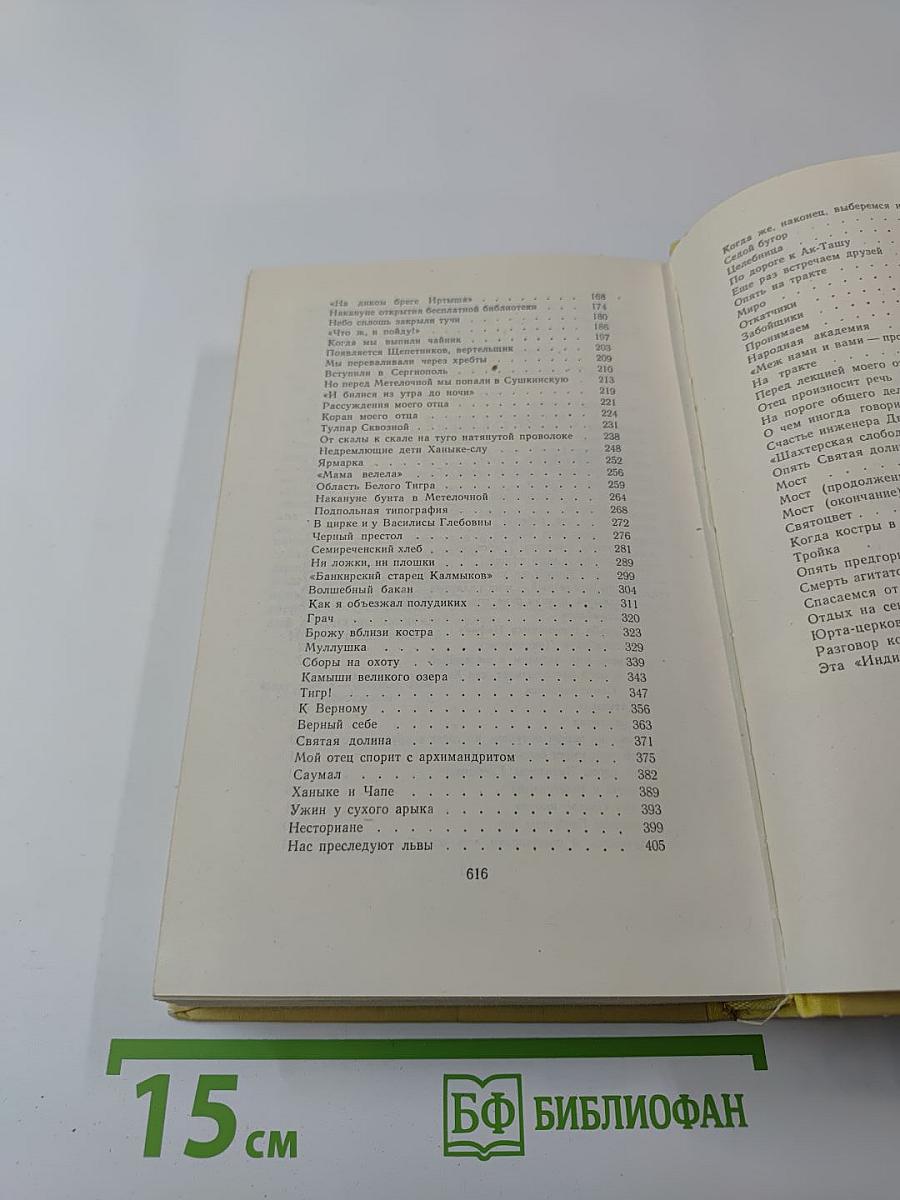 «На диком бреге Иртыша» . . . . . . . . 168
Накануне открытия бесплатной библиотеки . . . . 174
Небо сплошь закрыли тучи . . . . . . . . 180
«Что ж, и пойду!» . . . . . . . . . . 186
Когда мы выпили чайник . . . . . . . . 197
Появляется Щепетников, вертельщик . . . . . 203
Мы переваливали через хребты . . . . . . 209
Вступили в Сергиополь . . . . . . . . . 210
Но перед Метелочной мы попали в Сушкинскую . . . 213
«И билися из утра до ночи» . . . . . . . . 219
Рассуждения моего отца . . . . . . . . . 221
Коран моего отца . . . . . . . . . . 224
Тулпар Сквозной . . . . . . . . . . 231
От скалы к скале на туго натянутой проволоке . . 238
Недремлющие дети Ханыке-слу . . . . . . . 248
Ярмарка . . . . . . . . . . . . . 252
«Мама велела» . . . . . . . . . . . 256
Область Белого Тигра . . . . . . . . . 259
Накануне бунта в Метелочной . . . . . . . 264
Подпольная типография . . . . . . . . . 268
В цирке и у Василисы Глебовны . . . . . . . 272
Черный престол . . . . . . . . . . . 276
Семиреченский хлеб . . . . . . . . . . 281
Ни ложки, ни плошки . . . . . . . . . . 289
«Банкирский старец Калмыков» . . . . . . . 299
Волшебный бакан . . . . . . . . . . . 304
Как я объезжал полудиких . . . . . . . . . 311
Грач . . . . . . . . . . . . . . 320
Брожу вблизи костра . . . . . . . . . . 323
Муллушка . . . . . . . . . . . . . 329
Сборы на охоту . . . . . . . . . . . 339
Камыши великого озера . . . . . . . . . 343
Тигр! . . . . . . . . . . . . . . 347
К Верному . . . . . . . . . . . . . 356
Верный себе . . . . . . . . . . . . 363
Святая долина . . . . . . . . . . . . 371
Мой отец спорит с архимандритом . . . . . . 375
Саумал . . . . . . . . . . . . . . 382
Ханыке и Чапе . . . . . . . . . . . . 389
Ужин у сухого арыка . . . . . . . . . . 393
Несториане . . . . . . . . . . . . . 399
Нас преследуют львы . . . . . . . . . . 405
616
Когда же, наконец, выберемся
Седой бугор
Целебница
По дороге к Ак-Ташу
Еще раз встречаем друзей
Опять на тракте
Миро
Откатчики
Забойщики
Пронимаем
Народная академия
«Меж нами и вами — про
На тракте
Перед лекцией моего от
Отец произносит речь
На пороге общего дел
О чем иногда говори
Счастье инженера Ди
«Шахтерская слобод
Опять Святая доли
Мост
Мост (продолжен
Мост (окончание)
Святоцвет
Когда костры в
Тройка
Опять предгор
Смерть агитато
Спасаемся от
Отдых на се
Юрта-церков
Разговор ко
Эта «Инди
15 см
БФ БИБЛИОФАН